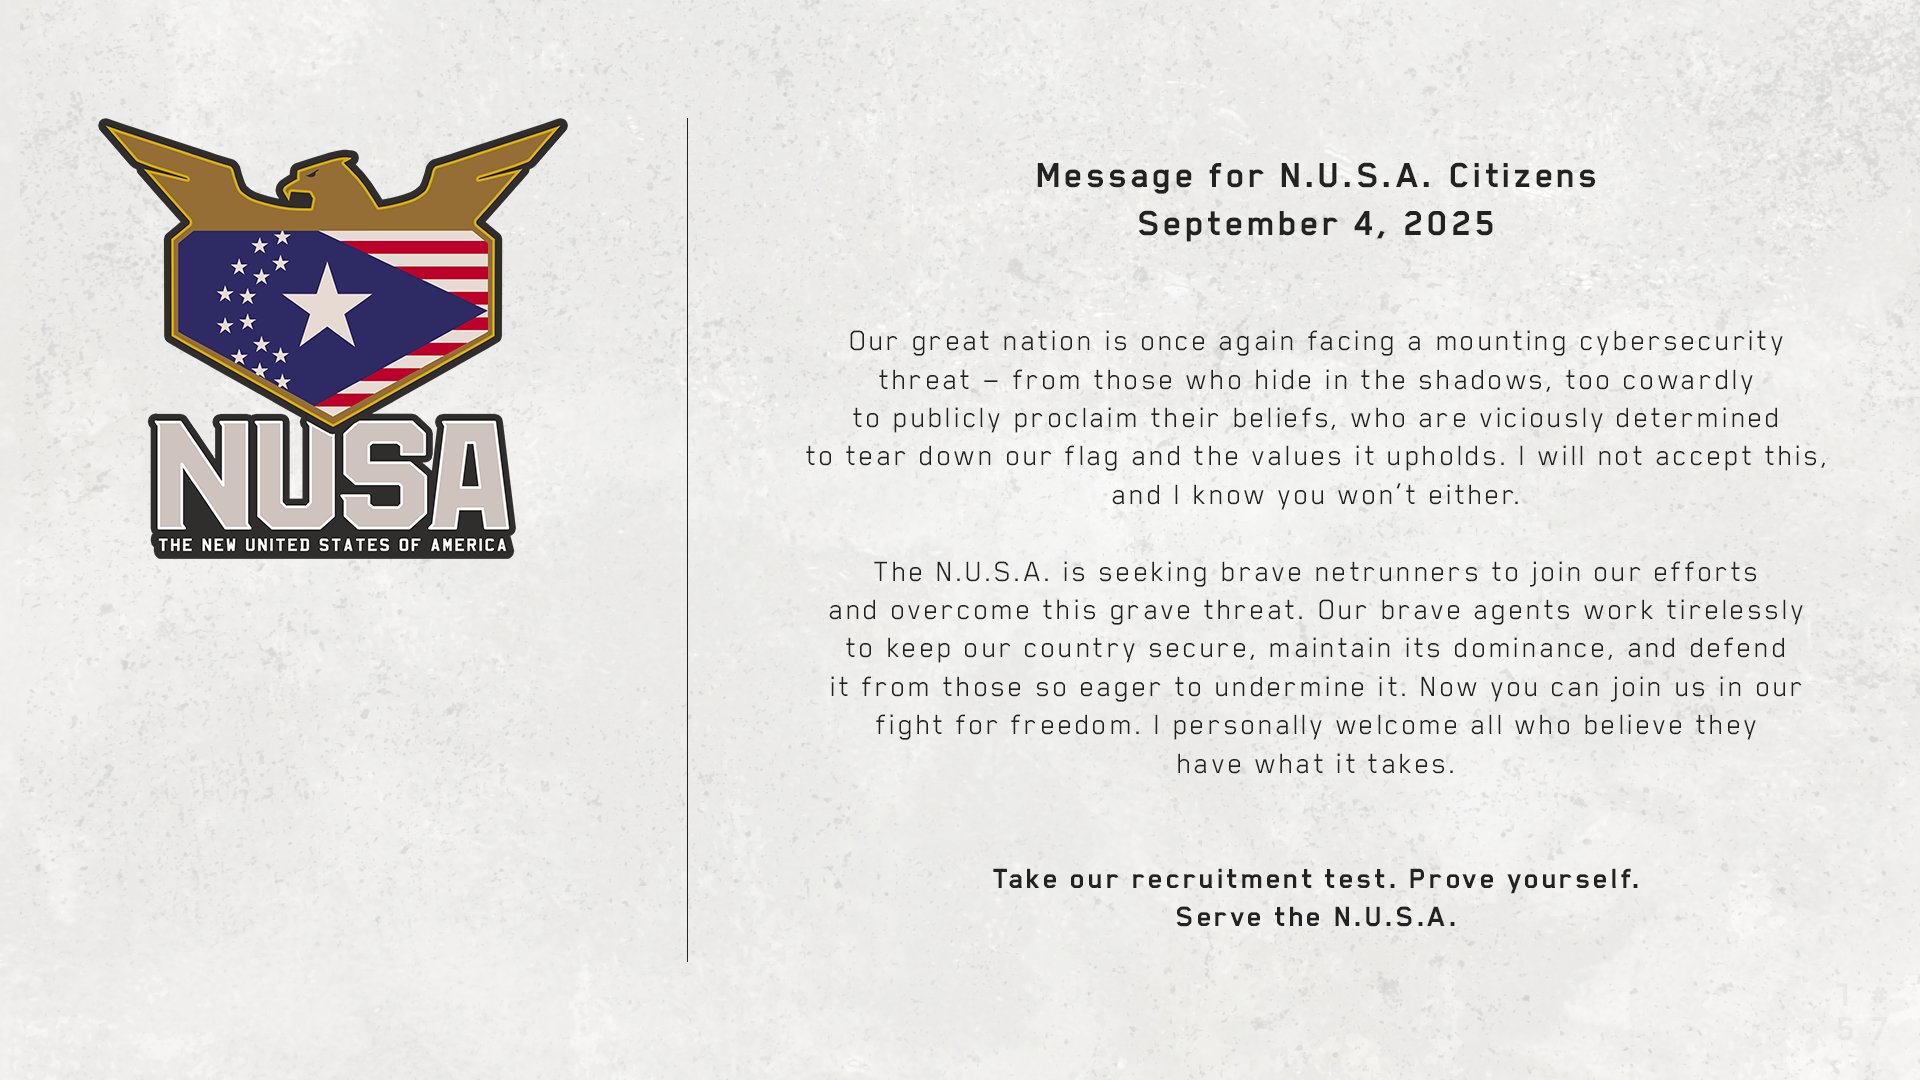 NUSA
THE NEW UNITED STATES OF AMERICA
Message for N.U.S.A. Citizens
September 4, 2025
Our great nation is once again facing a mounting cybersecurity
threat – from those who hide in the shadows, too cowardly
to publicly proclaim their beliefs, who are viciously determined
to tear down our flag and the values it upholds. I will not accept this,
and I know you won’t either.
The N.U.S.A. is seeking brave netrunners to join our efforts
and overcome this grave threat. Our brave agents work tirelessly
to keep our country secure, maintain its dominance, and defend
it from those so eager to undermine it. Now you can join us in our
fight for freedom. I personally welcome all who believe they
have what it takes.
Take our recruitment test. Prove yourself.
Serve the N.U.S.A.
5 7